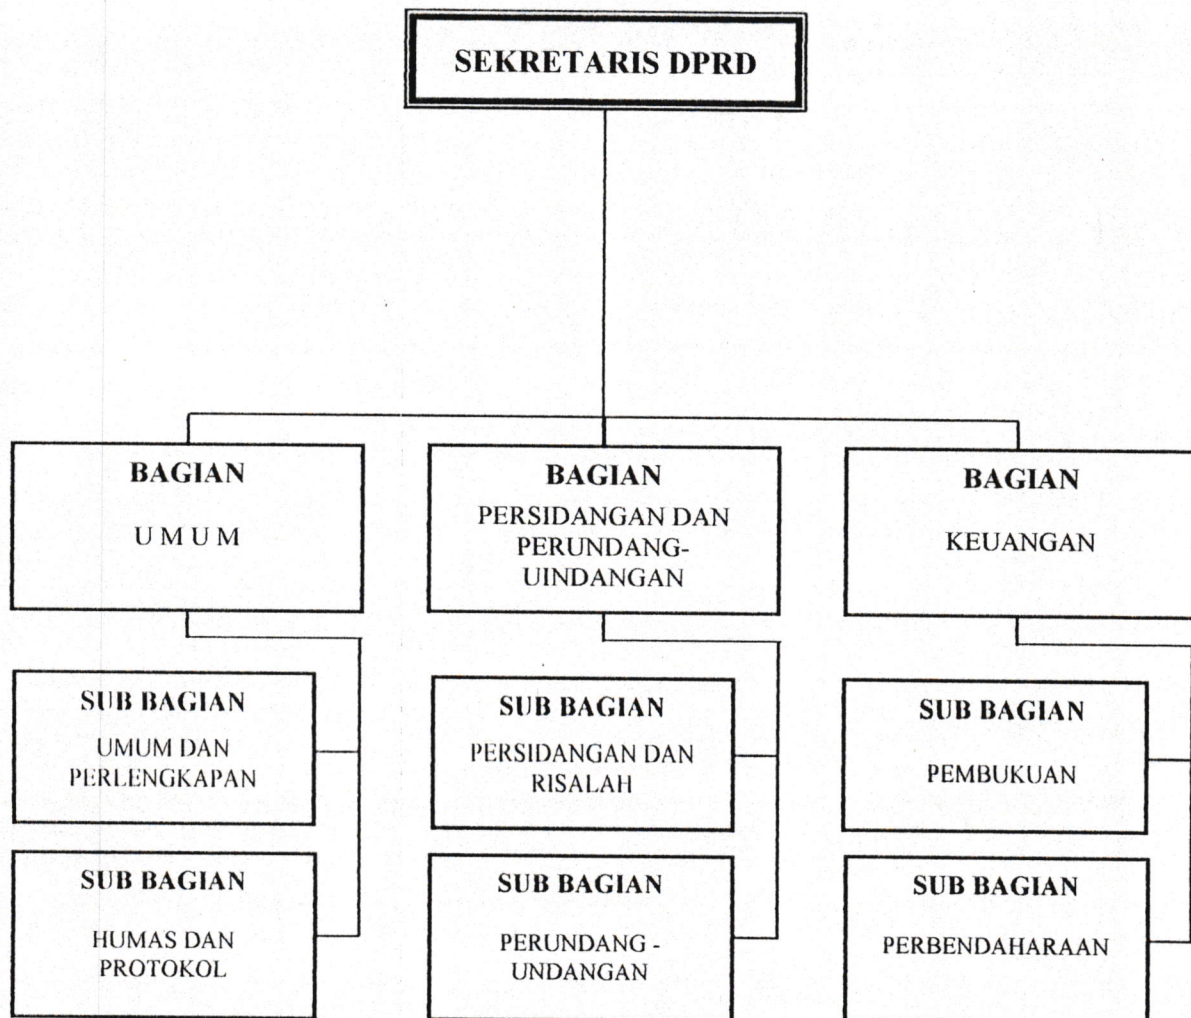 SEKRETARIS DPRD
BAGIAN
U M U M
BAGIAN
PERSIDANGAN DAN
PERUNDANG-
UINDANGAN
BAGIAN
KEUANGAN
SUB BAGIAN
UMUM DAN
PERLENGKAPAN
SUB BAGIAN
PERSIDANGAN DAN
RISALAH
SUB BAGIAN
PEMBUKUAN
SUB BAGIAN
HUMAS DAN
PROTOKOL
SUB BAGIAN
PERUNDANG -
UNDANGAN
SUB BAGIAN
PERBENDAHARAAN